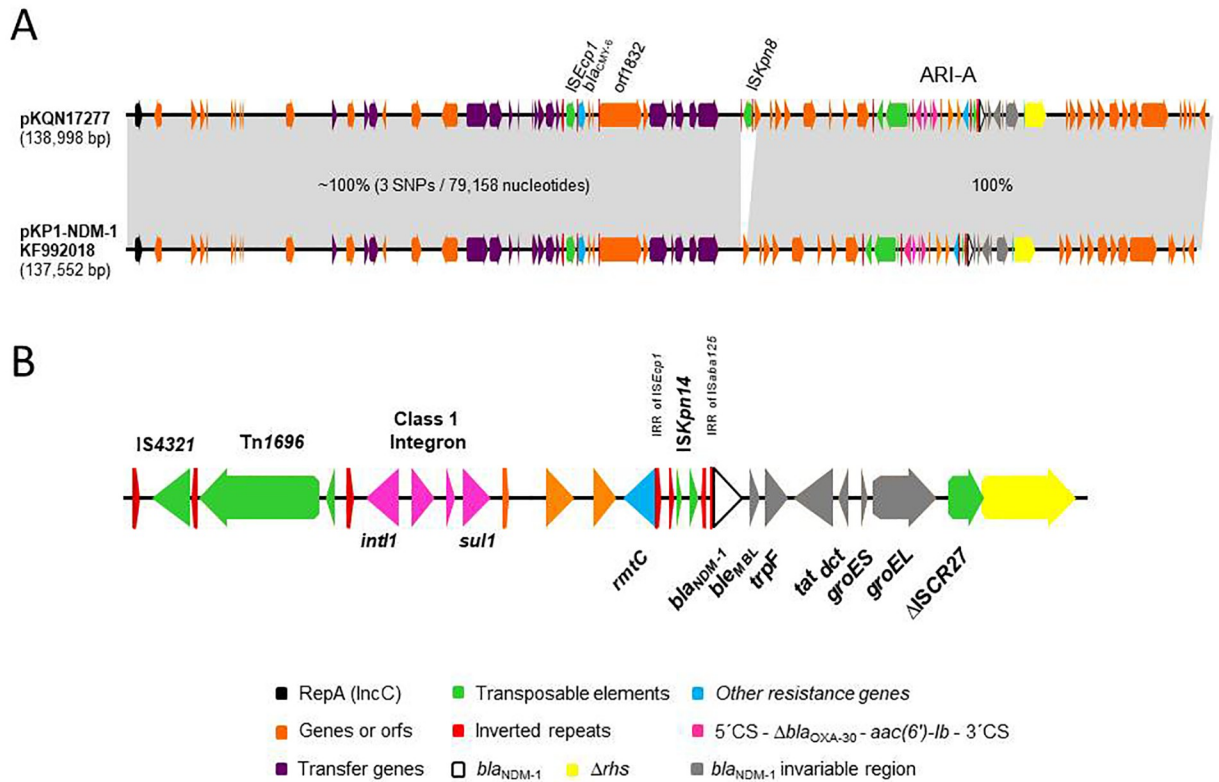 A
ISEcp1
blaCMY-6
orf1832
ISKpn8
ARI-A
pKQN17277
(138,998 bp)
~100% (3 SNPs / 79,158 nucleotides)
100%
pKP1-NDM-1
KF992018
(137,552 bp)
B
IS4321
Tn1696
Class 1
Integron
IRR of ISEcp1
ISKpn14
IRR of ISaba125
intI1
sul1
rmtC
blaNDM-1
bleMBL
trpF
tat
dct
groES
groEL
ΔISCR27
RepA (IncC)
Transposable elements
Other resistance genes
Genes or orfs
Inverted repeats
5´CS - ΔblaOXA-30 - aac(6')-Ib - 3´CS
Transfer genes
blaNDM-1
Δrhs
blaNDM-1 invariable region